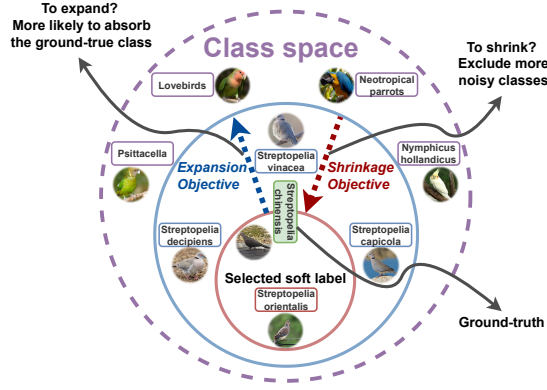 To expand?
More likely to absorb
the ground-true class
Class space
To shrink?
Exclude more
noisy classes
Lovebirds
Neotropical
parrots
Psittacella
Streptopelia
vinacea
Nymphicus
hollandicus
Expansion
Objective
Shrinkage
Objective
Streptopelia
chinensis
Streptopelia
decipiens
Streptopelia
capicola
Selected soft label
Streptopelia
orientalis
Ground-truth